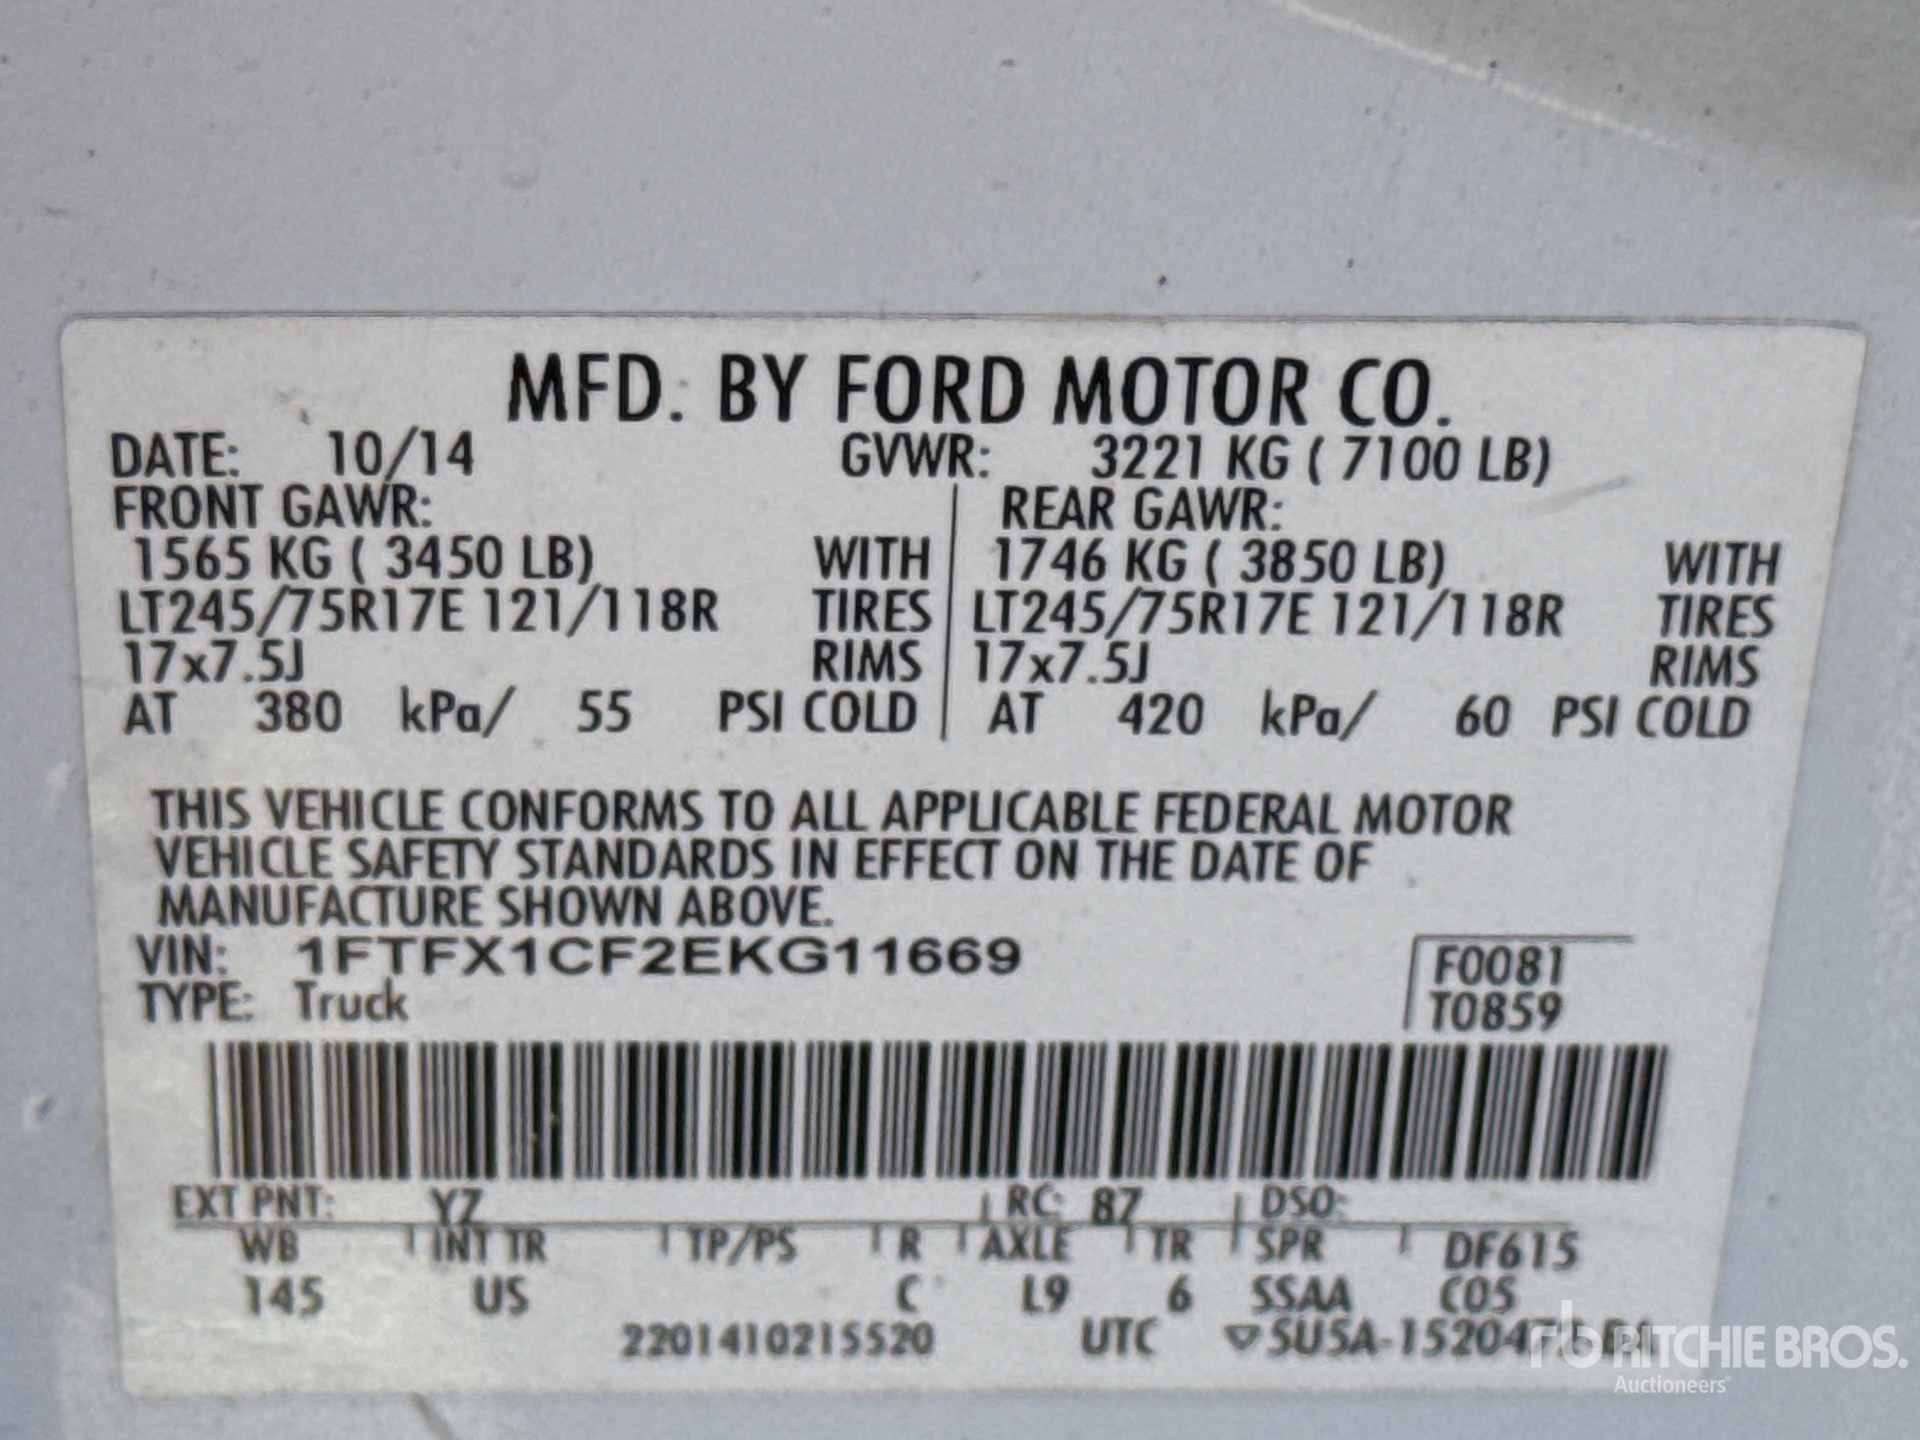 MFD. BY FORD MOTOR CO.
DATE: 10/14 GVWR: 3221 KG ( 7100 LB)
FRONT GAWR: REAR GAWR:
1565 KG ( 3450 LB) WITH 1746 KG ( 3850 LB) WITH
LT245/75R17E 121/118R TIRES LT245/75R17E 121/118R TIRES
17x7.5J RIMS 17x7.5J RIMS
AT 380 kPa/ 55 PSI COLD AT 420 kPa/ 60 PSI COLD
THIS VEHICLE CONFORMS TO ALL APPLICABLE FEDERAL MOTOR
VEHICLE SAFETY STANDARDS IN EFFECT ON THE DATE OF
MANUFACTURE SHOWN ABOVE.
VIN: 1FTFX1CF2EKG11669 F0081
TYPE: Truck T0859
EXT PNT: YZ RC: 87 DSO:
WB INT TR TP/PS R AXLE TR SPR DF615
145 US C L9 6 SSAA C05
2201410215520 UTC
rb RITCHIE BROS.
Auctioneers